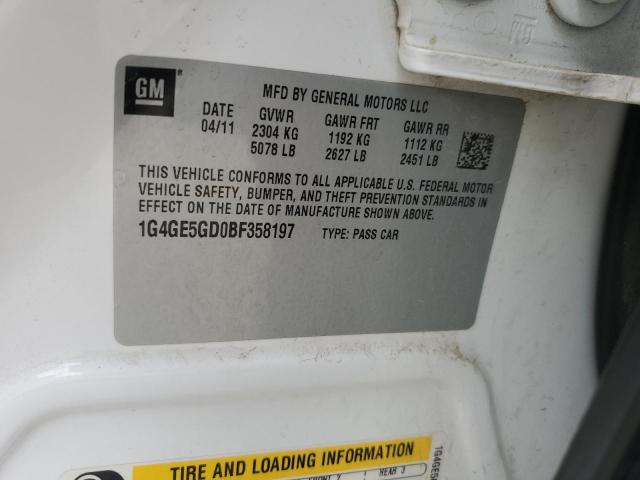 GM
MFD BY GENERAL MOTORS LLC
DATE GVWR GAWR FRT GAWR RR
04/11 2304 KG 1192 KG 1112 KG
5078 LB 2627 LB 2451 LB
THIS VEHICLE CONFORMS TO ALL APPLICABLE U.S. FEDERAL MOTOR
VEHICLE SAFETY, BUMPER, AND THEFT PREVENTION STANDARDS IN
EFFECT ON THE DATE OF MANUFACTURE SHOWN ABOVE.
1G4GE5GD0BF358197 TYPE: PASS CAR
TIRE AND LOADING INFORMATION
REAR 3